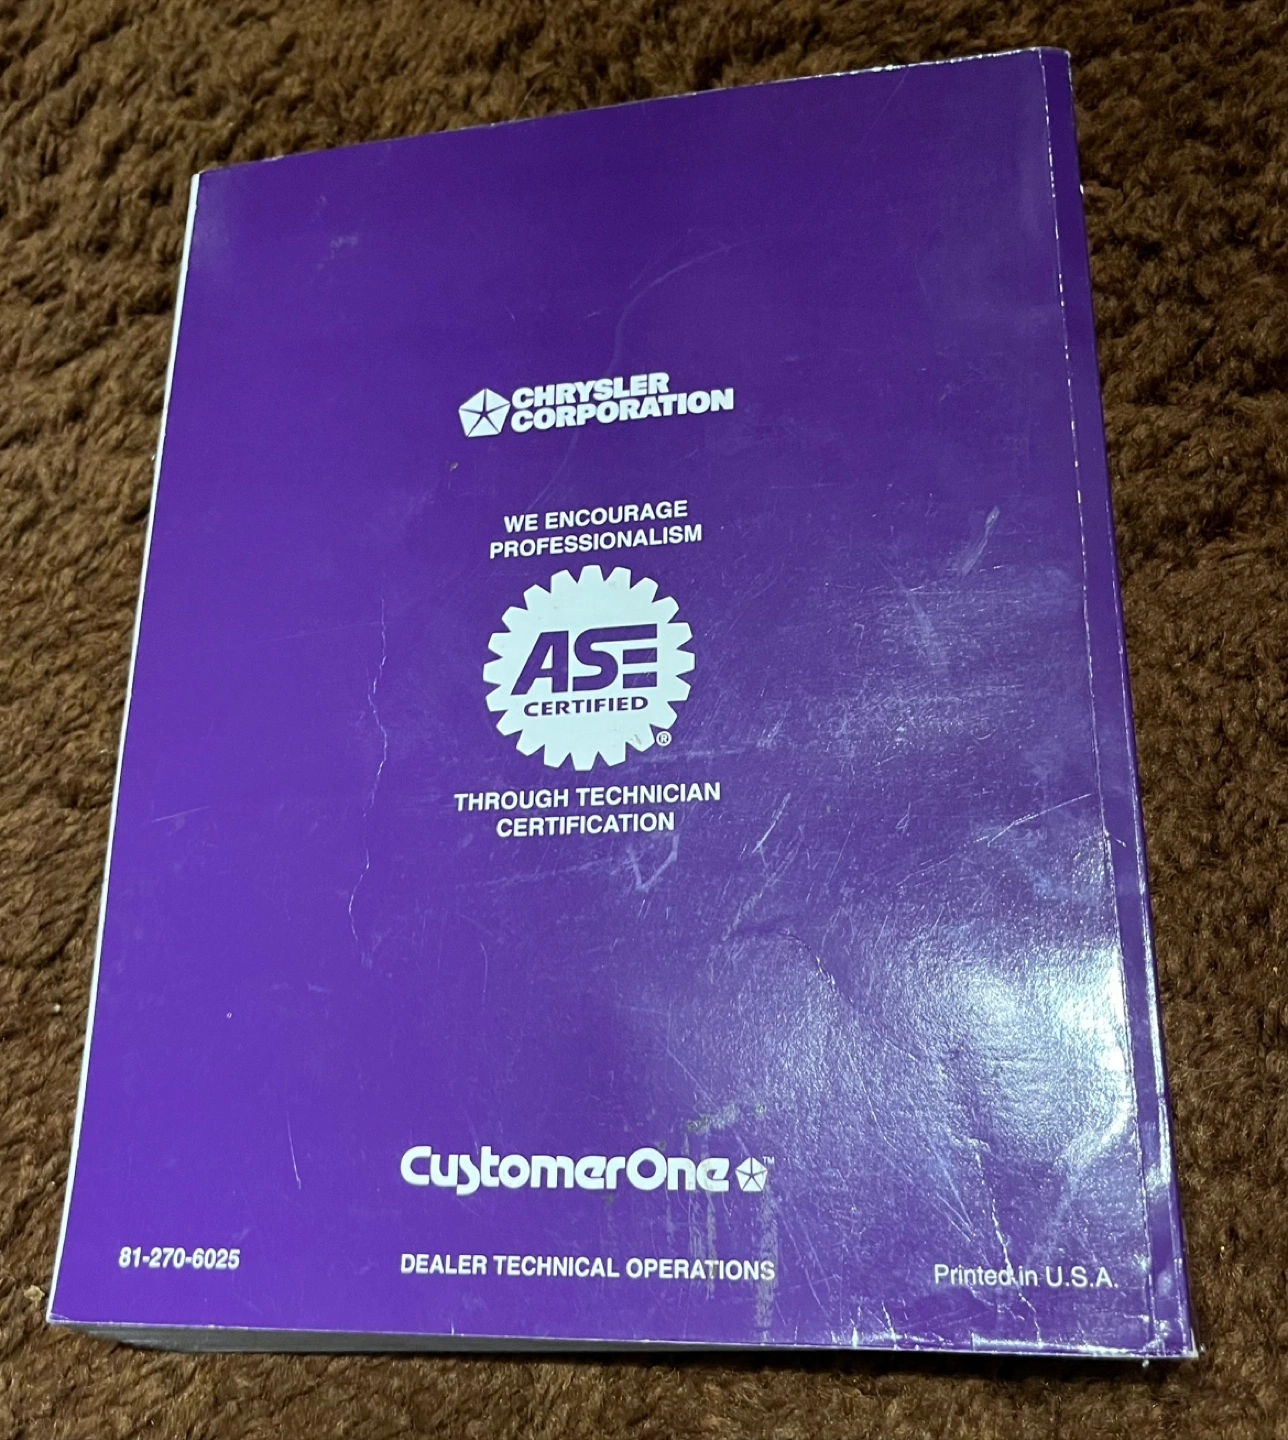 CHRYSLER
CORPORATION
WE ENCOURAGE
PROFESSIONALISM
ASE
CERTIFIED
®
THROUGH TECHNICIAN
CERTIFICATION
CustomerOne ™
81-270-6025
DEALER TECHNICAL OPERATIONS
Printed in U.S.A.